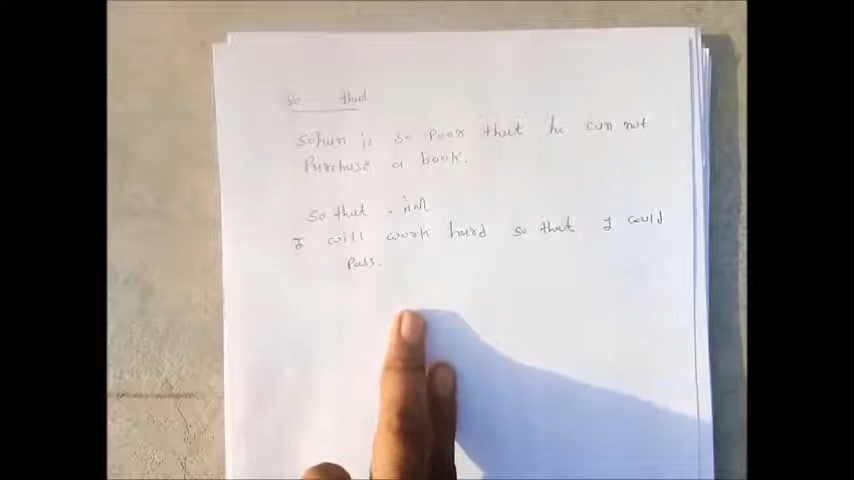 so that
Sohan is so poor that he can not
Purchase a book.
so that -
I will work hard so that I could
pass.